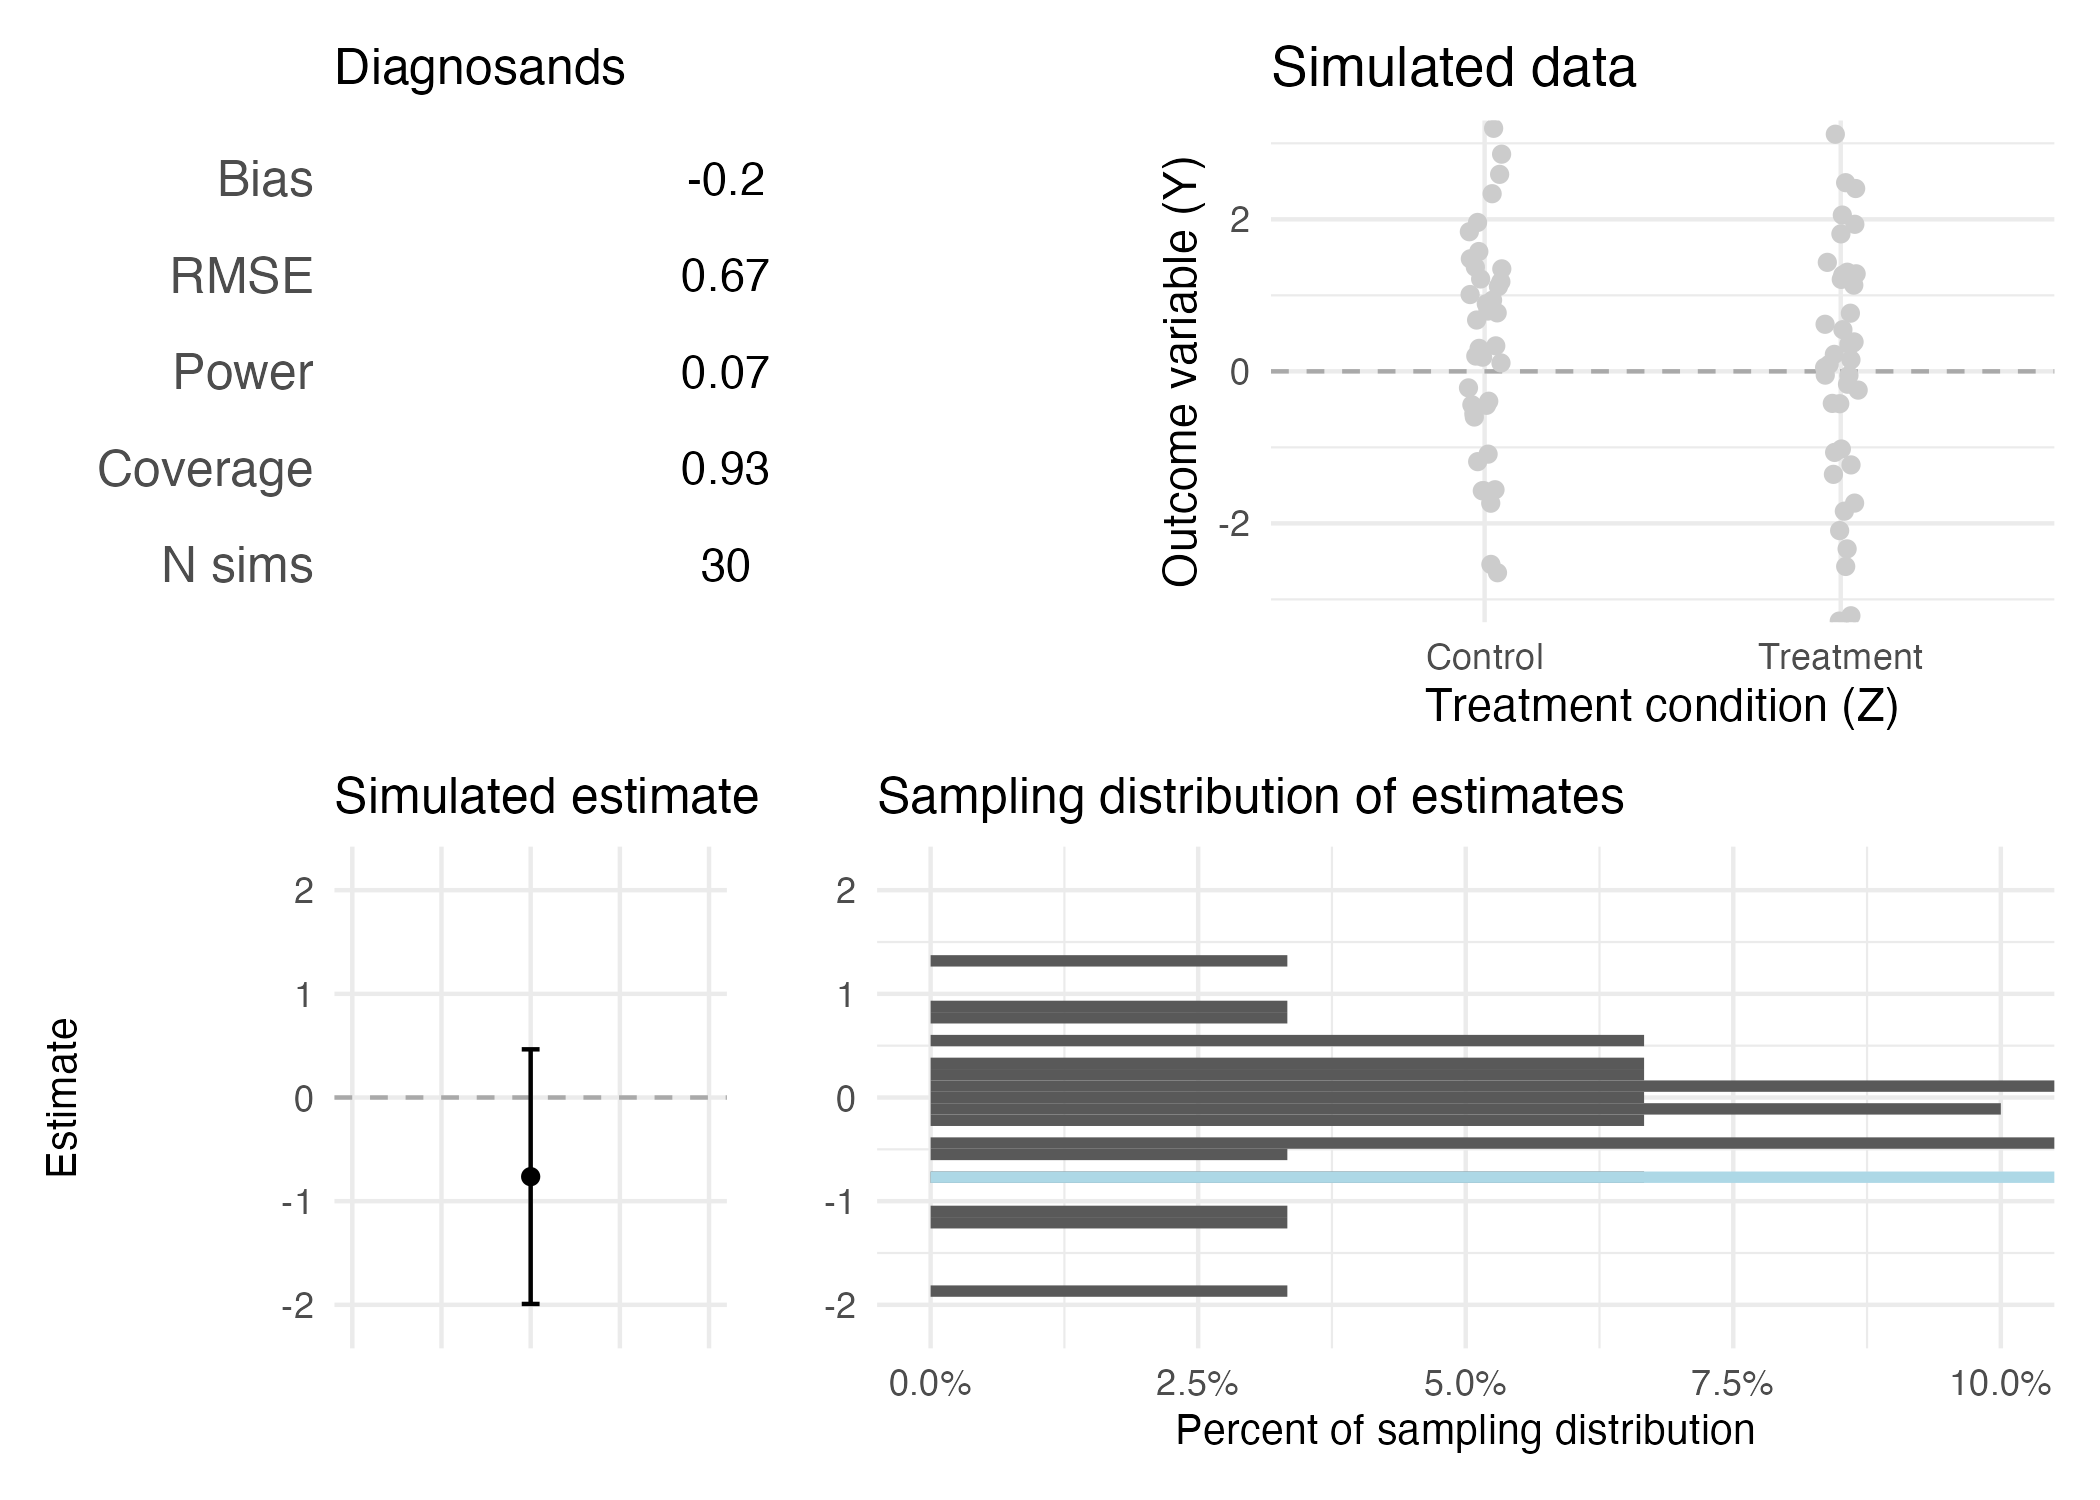 Diagnosands
Bias -0.2
RMSE 0.67
Power 0.07
Coverage 0.93
N sims 30
Simulated data
Outcome variable (Y)
2
0
-2
Control Treatment
Treatment condition (Z)
Simulated estimate
Estimate
2
1
0
-1
-2
Sampling distribution of estimates
2
1
0
-1
-2
0.0% 2.5% 5.0% 7.5% 10.0%
Percent of sampling distribution